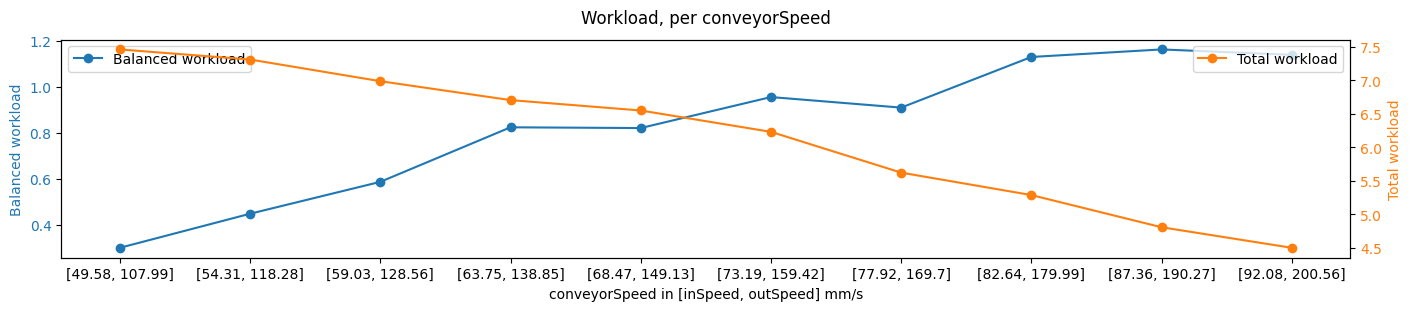 Workload, per conveyorSpeed
Balanced workload
Total workload
Balanced workload
1.2
1.0
0.8
0.6
0.4
7.5
7.0
6.5
6.0
5.5
5.0
4.5
Total workload
[49.58, 107.99] [54.31, 118.28] [59.03, 128.56] [63.75, 138.85] [68.47, 149.13] [73.19, 159.42] [77.92, 169.7] [82.64, 179.99] [87.36, 190.27] [92.08, 200.56]
conveyorSpeed in [inSpeed, outSpeed] mm/s